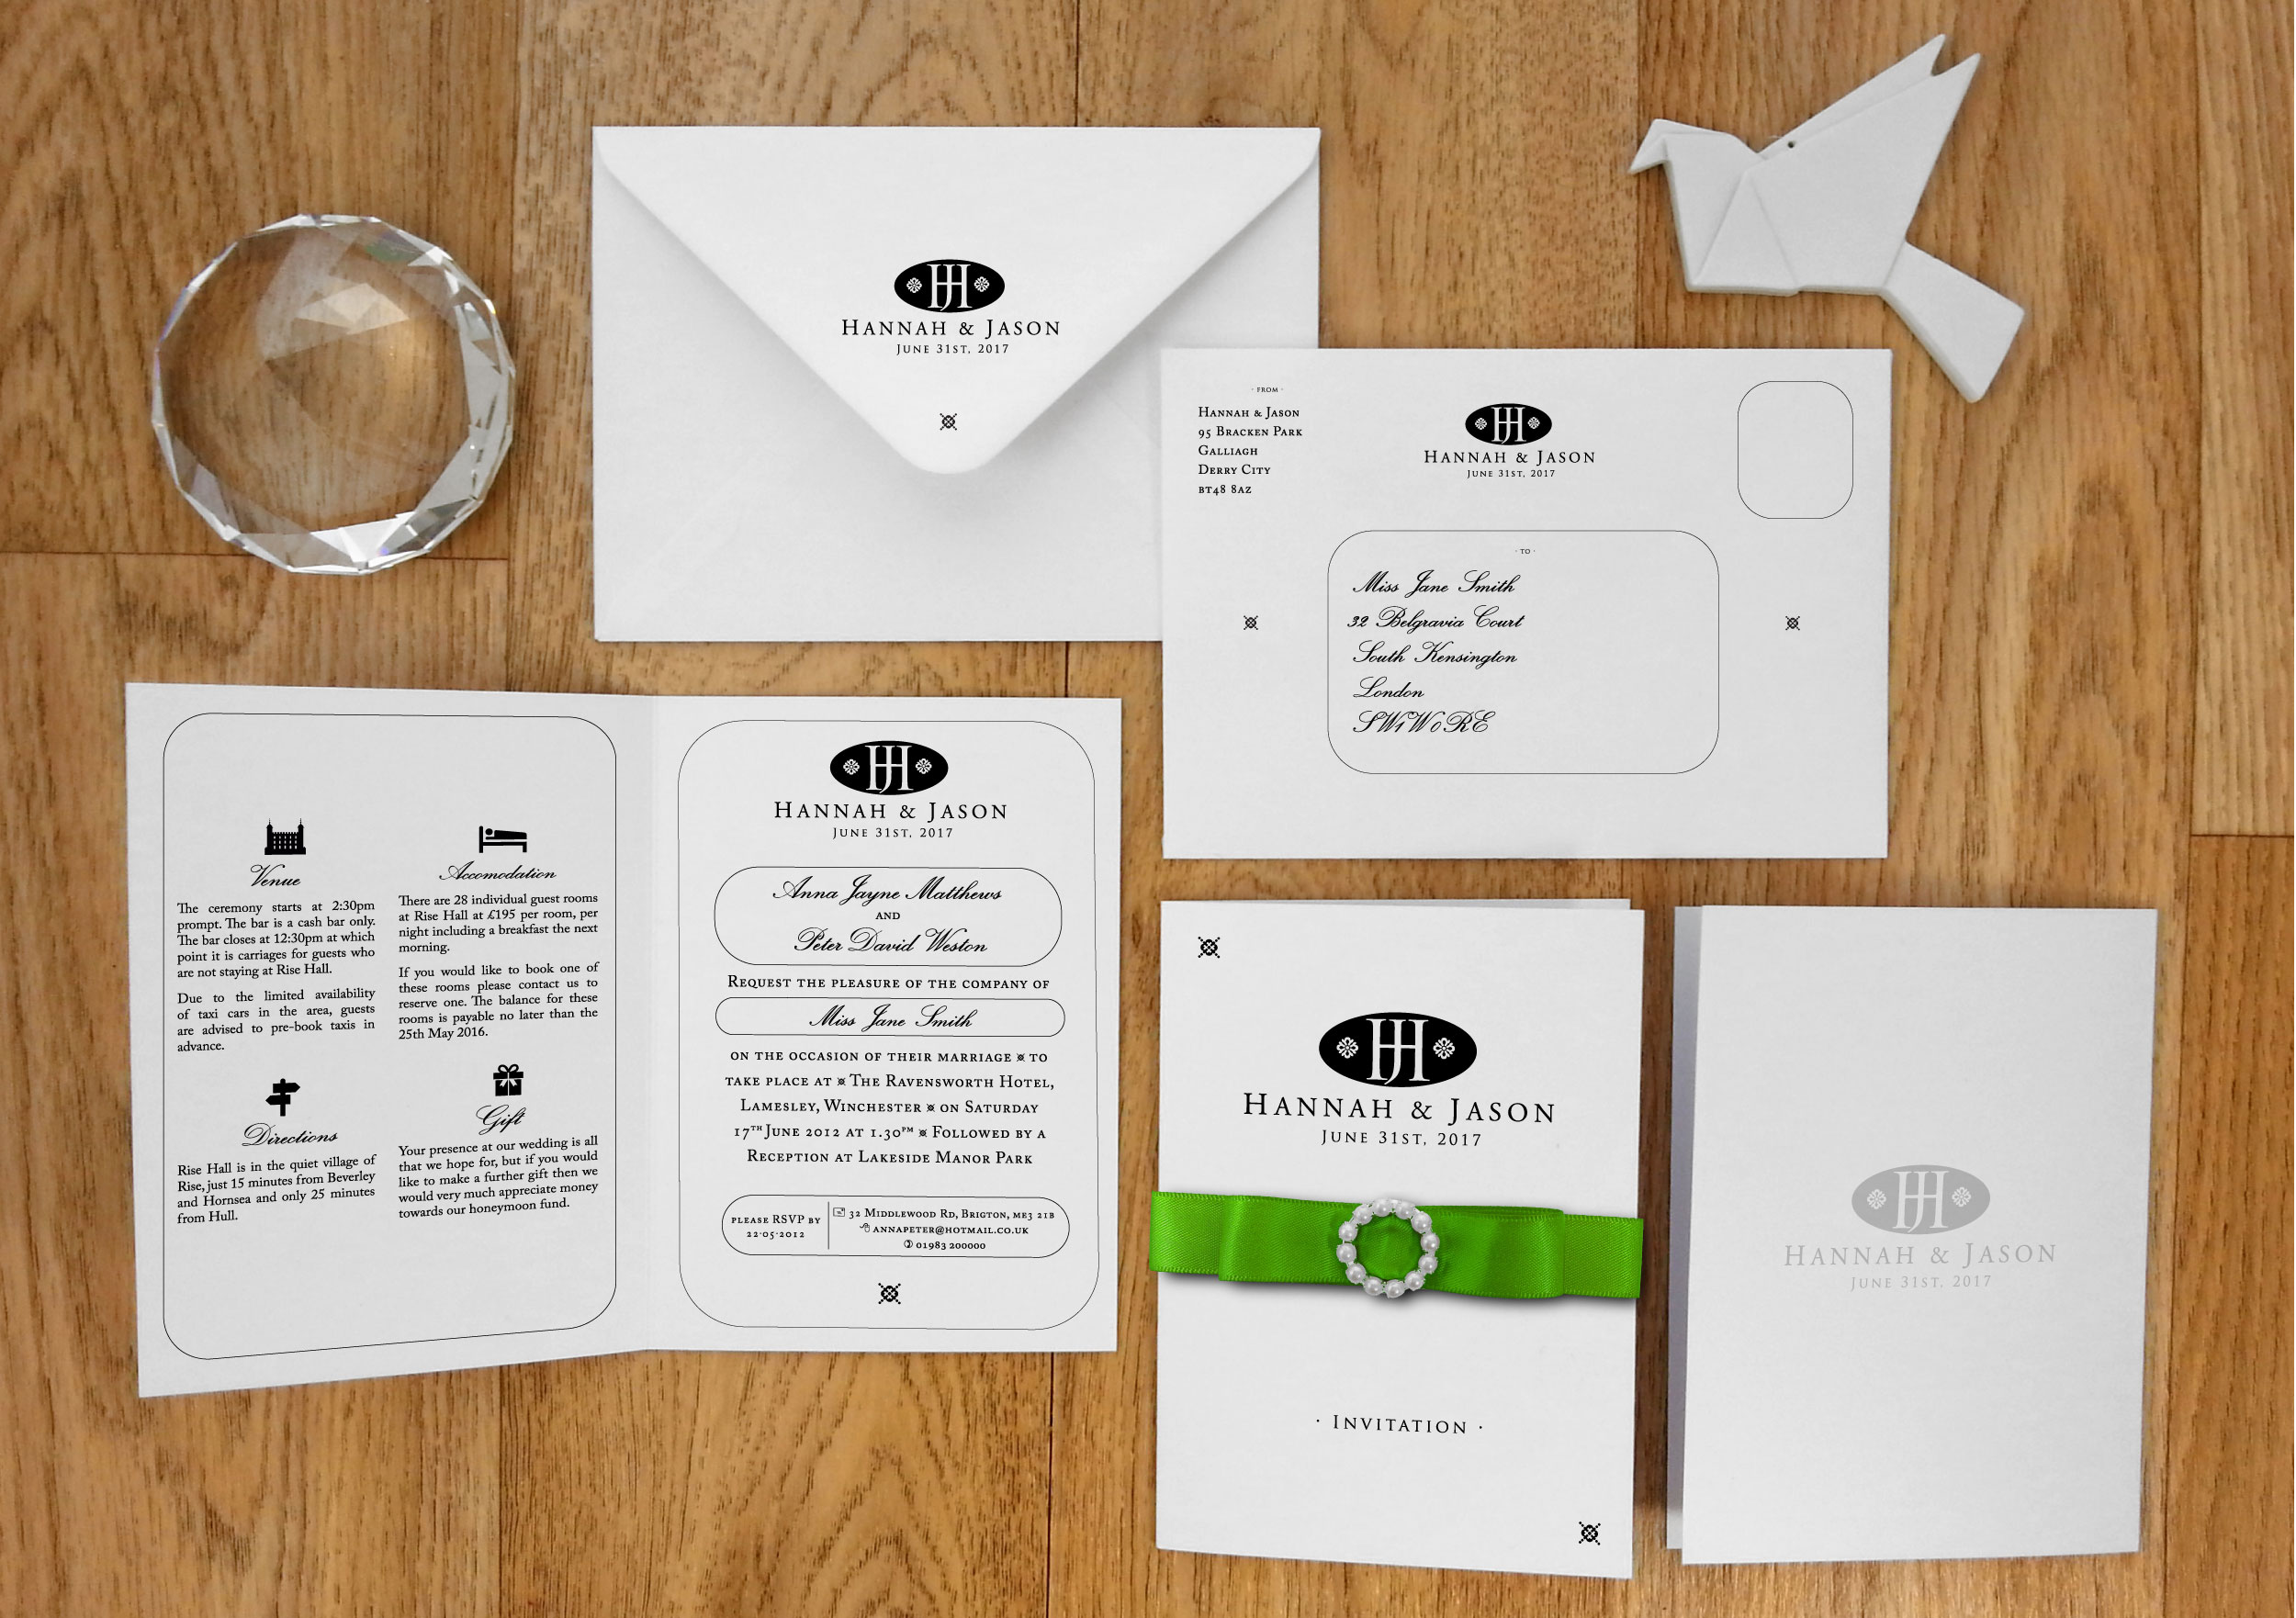 HJ
Hannah & Jason
June 31st, 2017
· From ·
Hannah & Jason
95 Bracken Park
Galliagh
Derry City
BT48 8AZ
HJ
Hannah & Jason
June 31st, 2017
· To ·
Miss Jane Smith
32 Belgravia Court
South Kensington
London
SW1W 0RE
Venue
The ceremony starts at 2:30pm
prompt. The bar is a cash bar only.
The bar closes at 12:30pm at which
point it is carriages for guests who
are not staying at Rise Hall.
Due to the limited availability
of taxi cars in the area, guests
are advised to pre-book taxis in
advance.
Accomodation
There are 28 individual guest rooms
at Rise Hall at £195 per room, per
night including a breakfast the next
morning.
If you would like to book one of
these rooms please contact us to
reserve one. The balance for these
rooms is payable no later than the
25th May 2016.
Directions
Rise Hall is in the quiet village of
Rise, just 15 minutes from Beverley
and Hornsea and only 25 minutes
from Hull.
Gift
Your presence at our wedding is all
that we hope for, but if you would
like to make a further gift then we
would very much appreciate money
towards our honeymoon fund.
HJ
Hannah & Jason
June 31st, 2017
Anna Jayne Matthews
and
Peter David Weston
Request the pleasure of the company of
Miss Jane Smith
on the occasion of their marriage ¤ to
take place at ¤ The Ravensworth Hotel,
Lamesley, Winchester ¤ on Saturday
17th June 2012 at 1.30pm ¤ Followed by a
Reception at Lakeside Manor Park
please RSVP by
22·05·2012
32 Middlewood Rd, Brigton, ME3 21B
annapeter@hotmail.co.uk
01983 200000
HJ
Hannah & Jason
June 31st, 2017
· Invitation ·
HJ
Hannah & Jason
June 31st, 2017